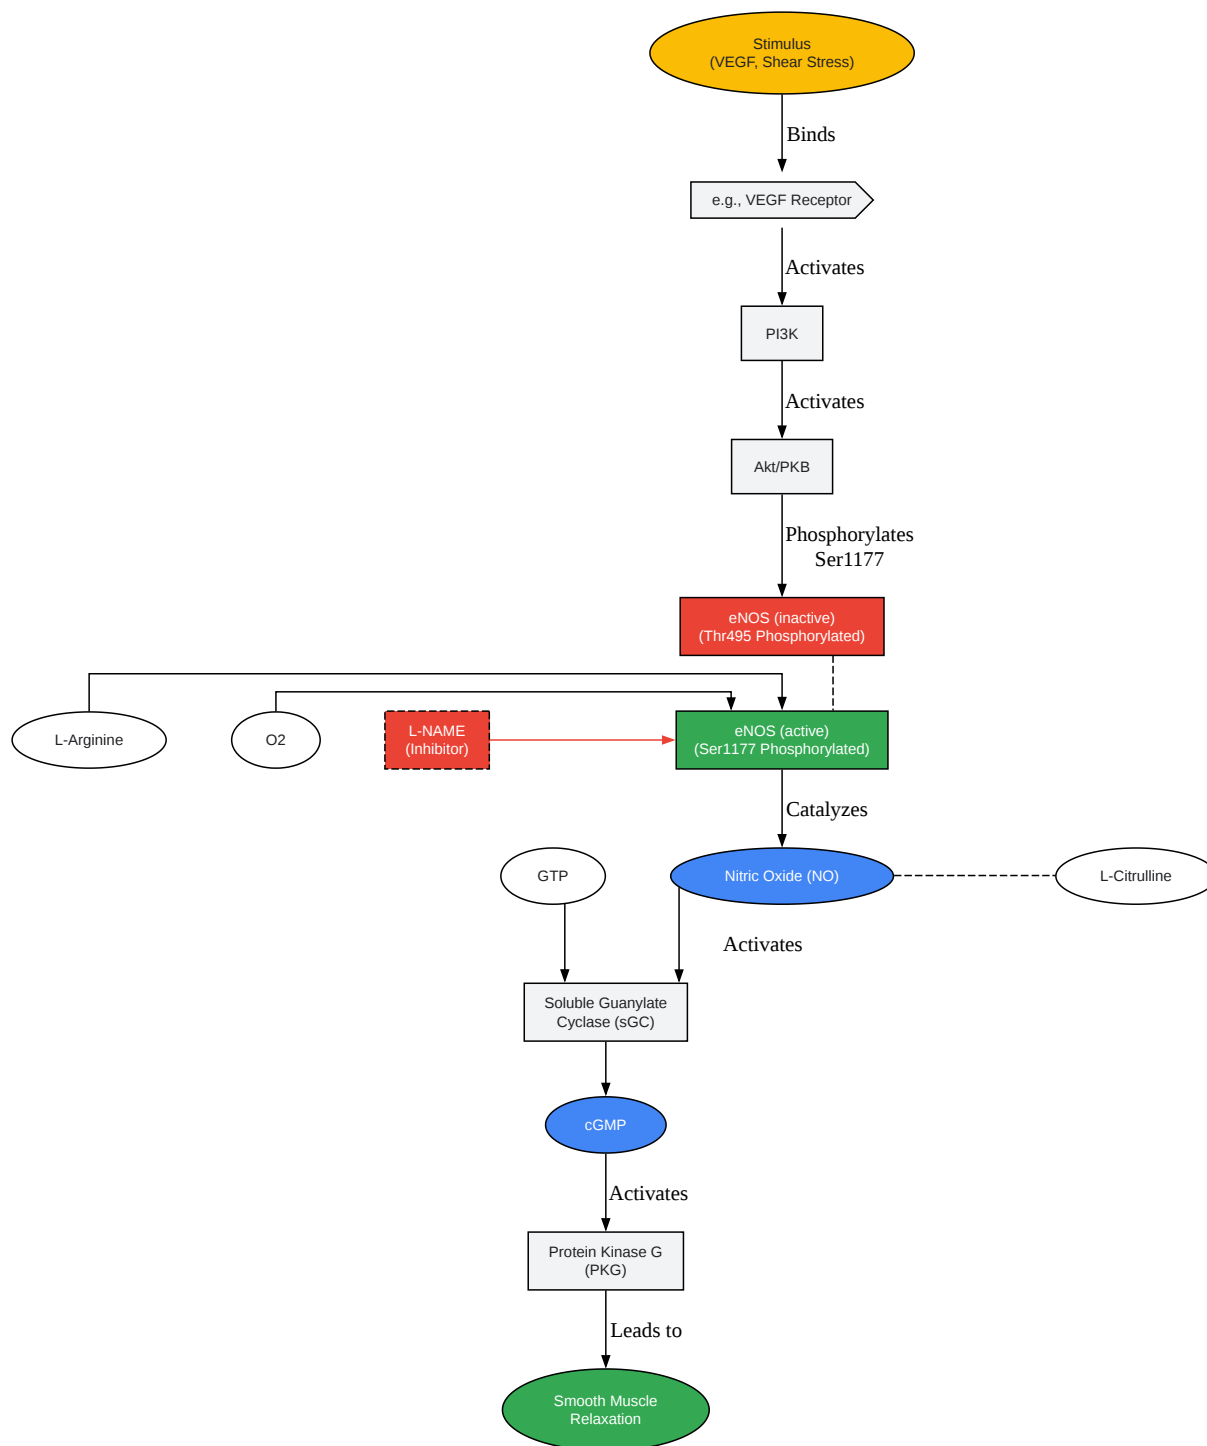 Stimulus
(VEGF, Shear Stress)
Binds
e.g., VEGF Receptor
Activates
PI3K
Activates
Akt/PKB
Phosphorylates
Ser1177
eNOS (inactive)
(Thr495 Phosphorylated)
L-Arginine
O2
L-NAME
(Inhibitor)
eNOS (active)
(Ser1177 Phosphorylated)
Catalyzes
GTP
Nitric Oxide (NO)
L-Citrulline
Activates
Soluble Guanylate
Cyclase (sGC)
cGMP
Activates
Protein Kinase G
(PKG)
Leads to
Smooth Muscle
Relaxation